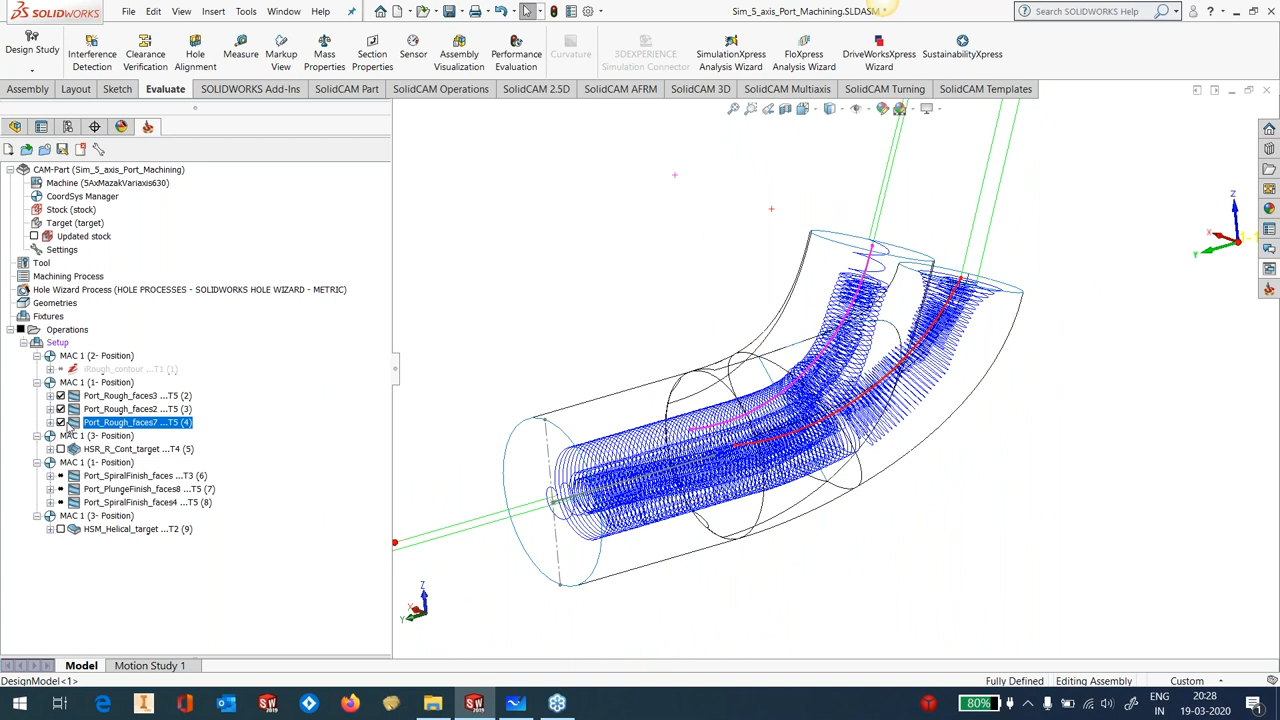 SOLIDWORKS File Edit View Insert Tools Window Help Sim_5_axis_Port_Machining.SLDASM * Search SOLIDWORKS Help
Design Study
Interference Detection
Clearance Verification
Hole Alignment
Measure
Markup View
Mass Properties
Section Properties
Sensor
Assembly Visualization
Performance Evaluation
Curvature
3DEXPERIENCE Simulation Connector
SimulationXpress Analysis Wizard
FloXpress Analysis Wizard
DriveWorksXpress Wizard
SustainabilityXpress
Assembly Layout Sketch Evaluate SOLIDWORKS Add-Ins SolidCAM Part SolidCAM Operations SolidCAM 2.5D SolidCAM AFRM SolidCAM 3D SolidCAM Multiaxis SolidCAM Turning SolidCAM Templates
CAM-Part (Sim_5_axis_Port_Machining)
Machine (5AxMazakVariaxis630)
CoordSys Manager
Stock (stock)
Target (target)
Updated stock
Settings
Tool
Machining Process
Hole Wizard Process (HOLE PROCESSES - SOLIDWORKS HOLE WIZARD - METRIC)
Geometries
Fixtures
Operations
Setup
MAC 1 (2- Position)
iRough_contour ...T1 (1)
MAC 1 (1- Position)
Port_Rough_faces3 ...T5 (2)
Port_Rough_faces2 ...T5 (3)
Port_Rough_faces7 ...T5 (4)
MAC 1 (3- Position)
HSR_R_Cont_target ...T4 (5)
MAC 1 (1- Position)
Port_SpiralFinish_faces ...T3 (6)
Port_PlungeFinish_faces8 ...T5 (7)
Port_SpiralFinish_faces4 ...T5 (8)
MAC 1 (3- Position)
HSM_Helical_target ...T2 (9)
Z
X
Y
Z
X
Y
Model Motion Study 1
DesignModel<1> Fully Defined Editing Assembly Custom
80% ENG IN 20:28 19-03-2020